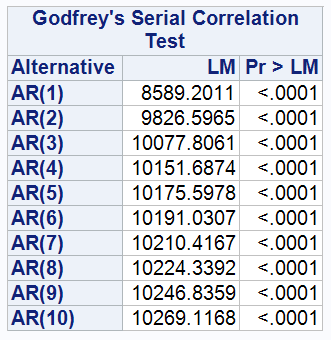 Godfrey's Serial Correlation
Test
Alternative LM Pr > LM
AR(1) 8589.2011 <.0001
AR(2) 9826.5965 <.0001
AR(3) 10077.8061 <.0001
AR(4) 10151.6874 <.0001
AR(5) 10175.5978 <.0001
AR(6) 10191.0307 <.0001
AR(7) 10210.4167 <.0001
AR(8) 10224.3392 <.0001
AR(9) 10246.8359 <.0001
AR(10) 10269.1168 <.0001